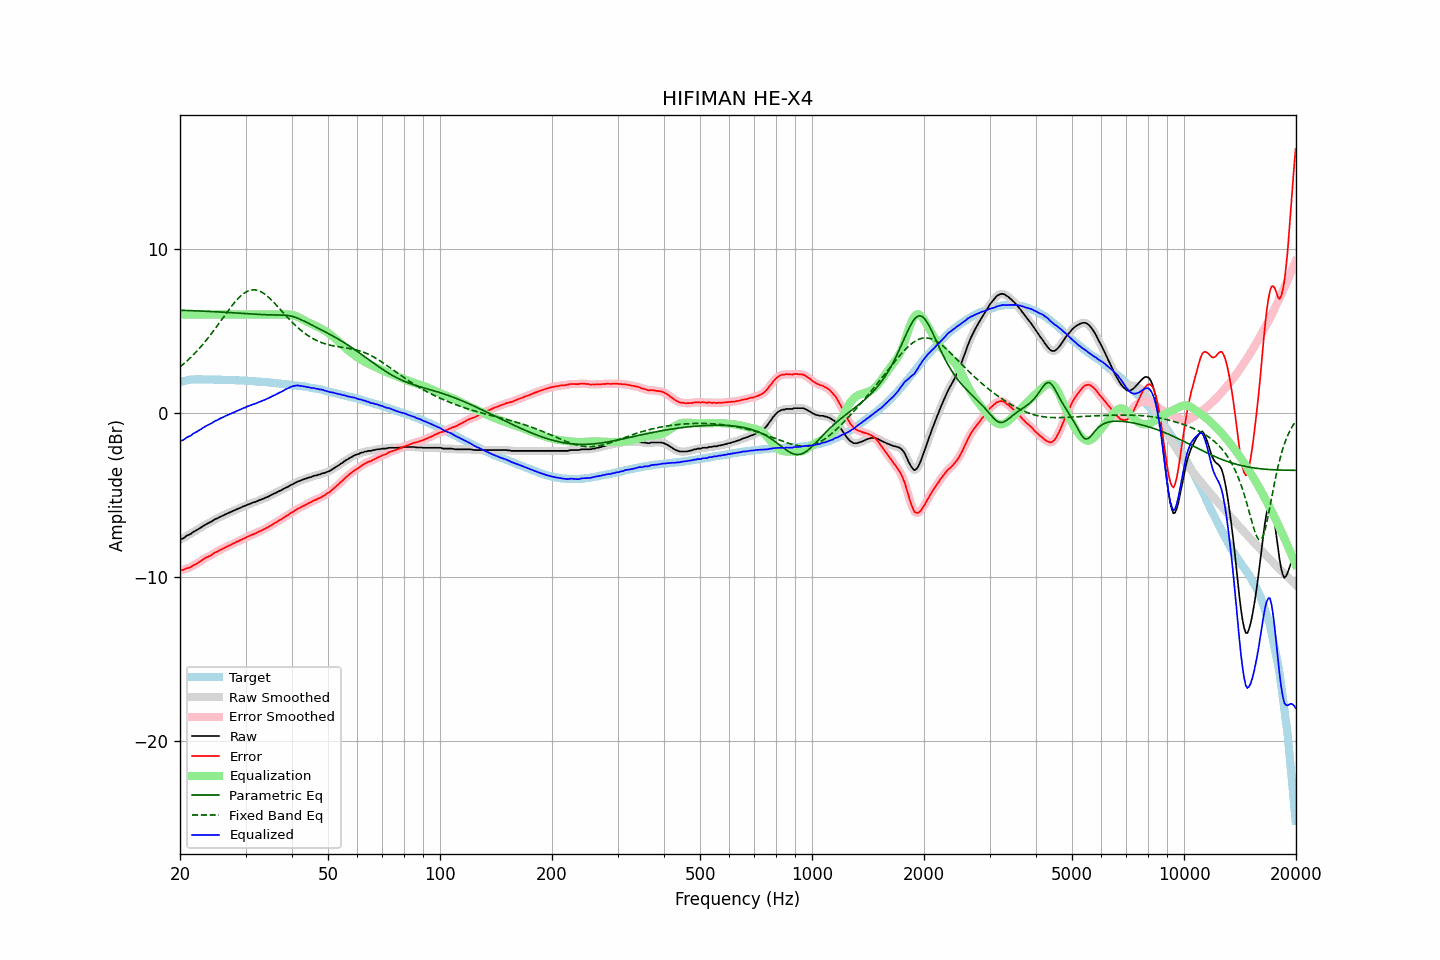 HIFIMAN HE-X4
Amplitude (dBr)
10
0
−10
−20
Target
Raw Smoothed
Error Smoothed
Raw
Error
Equalization
Parametric Eq
Fixed Band Eq
Equalized
20 50 100 200 500 1000 2000 5000 10000 20000
Frequency (Hz)